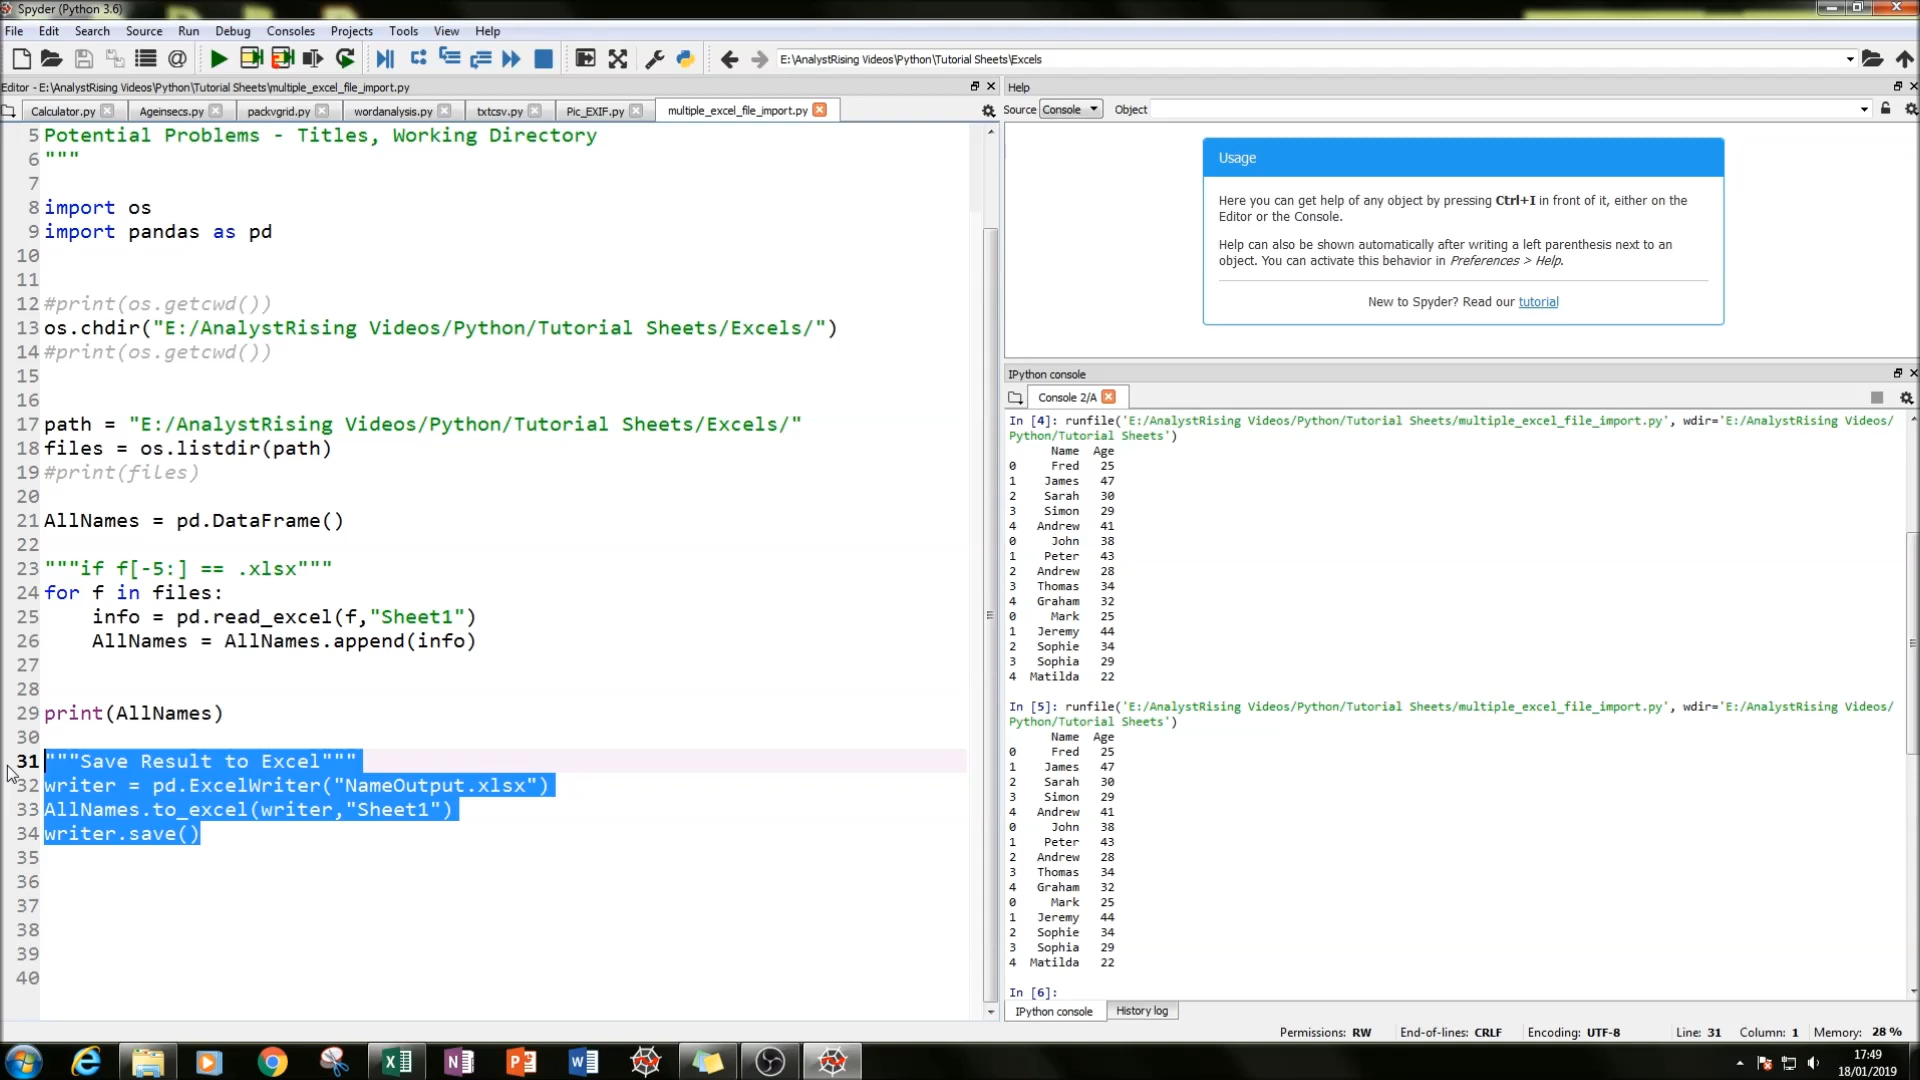 Spyder (Python 3.6)
File Edit Search Source Run Debug Consoles Projects Tools View Help
E:\AnalystRising Videos\Python\Tutorial Sheets\Excels
Editor - E:\AnalystRising Videos\Python\Tutorial Sheets\multiple_excel_file_import.py
Calculator.py Ageinsecs.py packvgrid.py wordanalysis.py txtcsv.py Pic_EXIF.py multiple_excel_file_import.py
5 Potential Problems - Titles, Working Directory
6 """
7
8 import os
9 import pandas as pd
10
11
12 #print(os.getcwd())
13 os.chdir("E:/AnalystRising Videos/Python/Tutorial Sheets/Excels/")
14 #print(os.getcwd())
15
16
17 path = "E:/AnalystRising Videos/Python/Tutorial Sheets/Excels/"
18 files = os.listdir(path)
19 #print(files)
20
21 AllNames = pd.DataFrame()
22
23 """if f[-5:] == .xlsx"""
24 for f in files:
25     info = pd.read_excel(f,"Sheet1")
26     AllNames = AllNames.append(info)
27
28
29 print(AllNames)
30
31 """Save Result to Excel"""
32 writer = pd.ExcelWriter("NameOutput.xlsx")
33 AllNames.to_excel(writer,"Sheet1")
34 writer.save()
35
36
37
38
39
40
Help
Source Console Object
Usage
Here you can get help of any object by pressing Ctrl+I in front of it, either on the
Editor or the Console.
Help can also be shown automatically after writing a left parenthesis next to an
object. You can activate this behavior in Preferences > Help.
New to Spyder? Read our tutorial
IPython console
Console 2/A
In [4]: runfile('E:/AnalystRising Videos/Python/Tutorial Sheets/multiple_excel_file_import.py', wdir='E:/AnalystRising Videos/
Python/Tutorial Sheets')
Name Age
0 Fred 25
1 James 47
2 Sarah 30
3 Simon 29
4 Andrew 41
0 John 38
1 Peter 43
2 Andrew 28
3 Thomas 34
4 Graham 32
0 Mark 25
1 Jeremy 44
2 Sophie 34
3 Sophia 29
4 Matilda 22
In [5]: runfile('E:/AnalystRising Videos/Python/Tutorial Sheets/multiple_excel_file_import.py', wdir='E:/AnalystRising Videos/
Python/Tutorial Sheets')
Name Age
0 Fred 25
1 James 47
2 Sarah 30
3 Simon 29
4 Andrew 41
0 John 38
1 Peter 43
2 Andrew 28
3 Thomas 34
4 Graham 32
0 Mark 25
1 Jeremy 44
2 Sophie 34
3 Sophia 29
4 Matilda 22
In [6]:
IPython console History log
Permissions: RW End-of-lines: CRLF Encoding: UTF-8 Line: 31 Column: 1 Memory: 28 %
17:49
18/01/2019